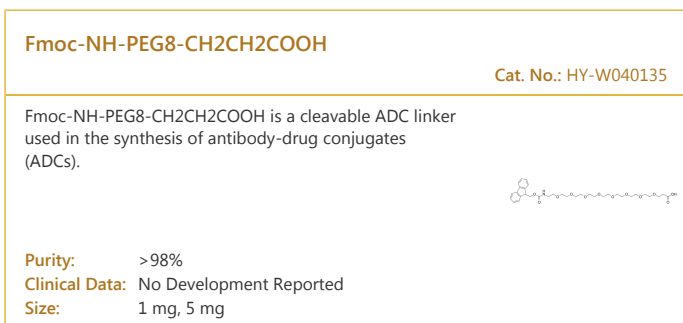 Fmoc-NH-PEG8-CH2CH2COOH
Cat. No.: HY-W040135
Fmoc-NH-PEG8-CH2CH2COOH is a cleavable ADC linker
used in the synthesis of antibody-drug conjugates
(ADCs).
Purity: >98%
Clinical Data: No Development Reported
Size: 1 mg, 5 mg